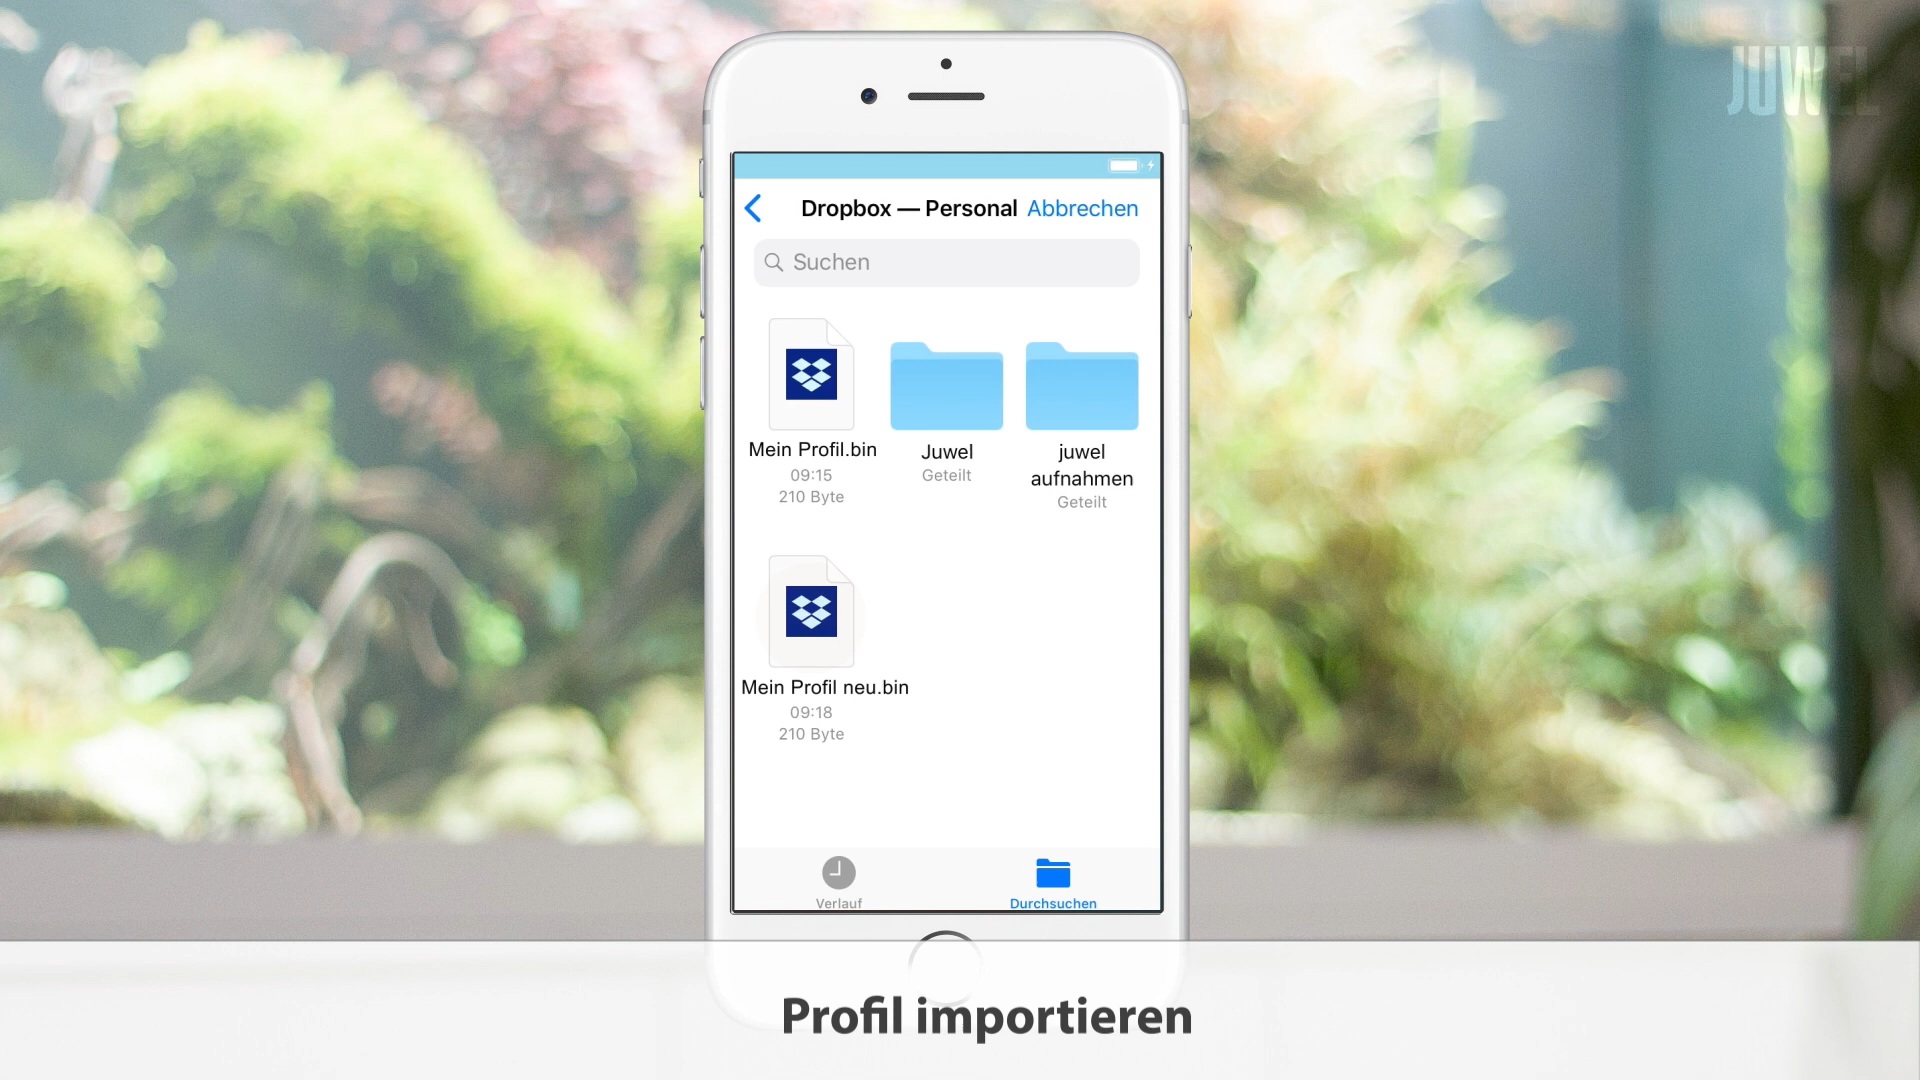 JUWEL
Dropbox — Personal Abbrechen
Suchen
Mein Profil.bin
09:15
210 Byte
Juwel
Geteilt
juwel
aufnahmen
Geteilt
Mein Profil neu.bin
09:18
210 Byte
Verlauf
Durchsuchen
Profil importieren